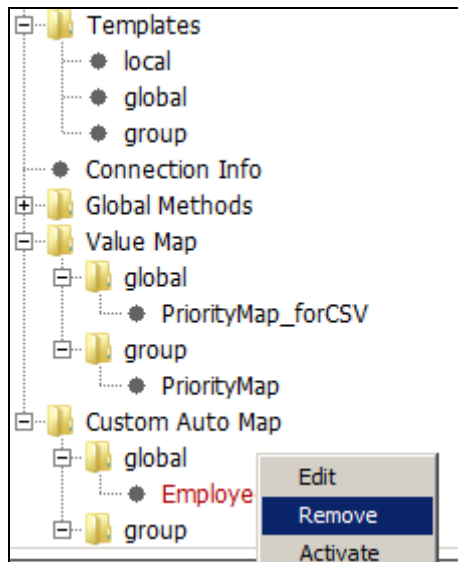 Templates
local
global
group
Connection Info
Global Methods
Value Map
global
PriorityMap_forCSV
group
PriorityMap
Custom Auto Map
global
Edit
Employe
Remove
group
Activate